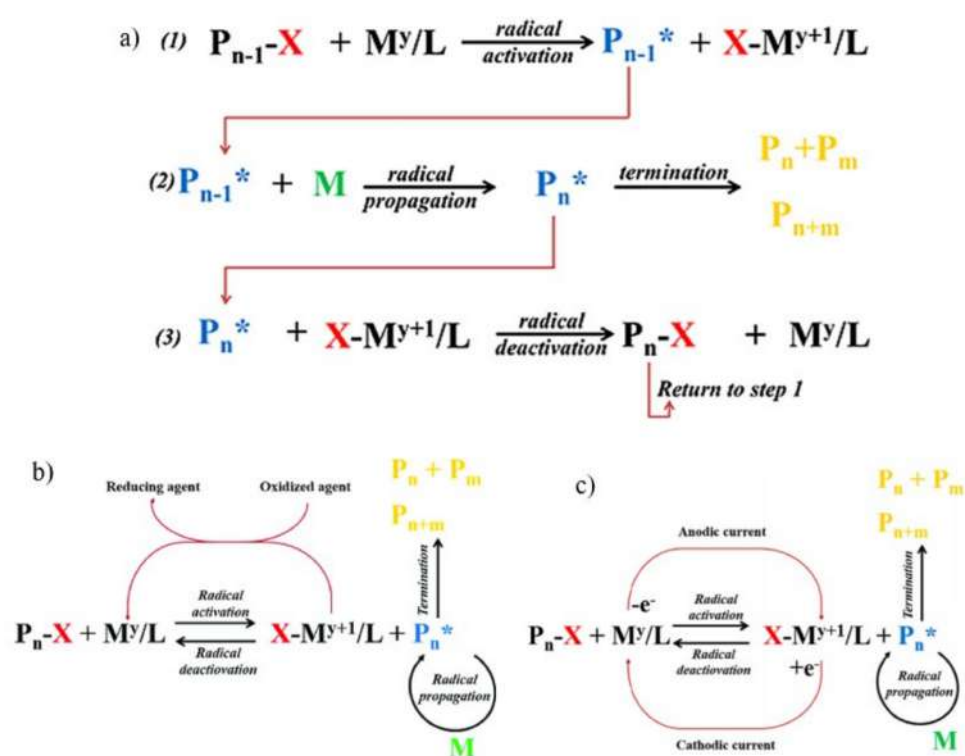 a) (1) Pn-1-X + My/L radical activation Pn-1* + X-My+1/L
(2) Pn-1* + M radical propagation Pn* termination Pn+Pm
Pn+m
(3) Pn* + X-My+1/L radical deactivation Pn-X + My/L
Return to step 1
b)
Reducing agent Oxidized agent
Pn + Pm
Pn+m
Termination
Radical activation
Pn-X + My/L X-My+1/L + Pn*
Radical deactiovation
Radical propagation
M
c)
Pn + Pm
Pn+m
Anodic current
Termination
-e-
Radical activation
Pn-X + My/L X-My+1/L + Pn*
Radical deactiovation
+e-
Radical propagation
Cathodic current
M